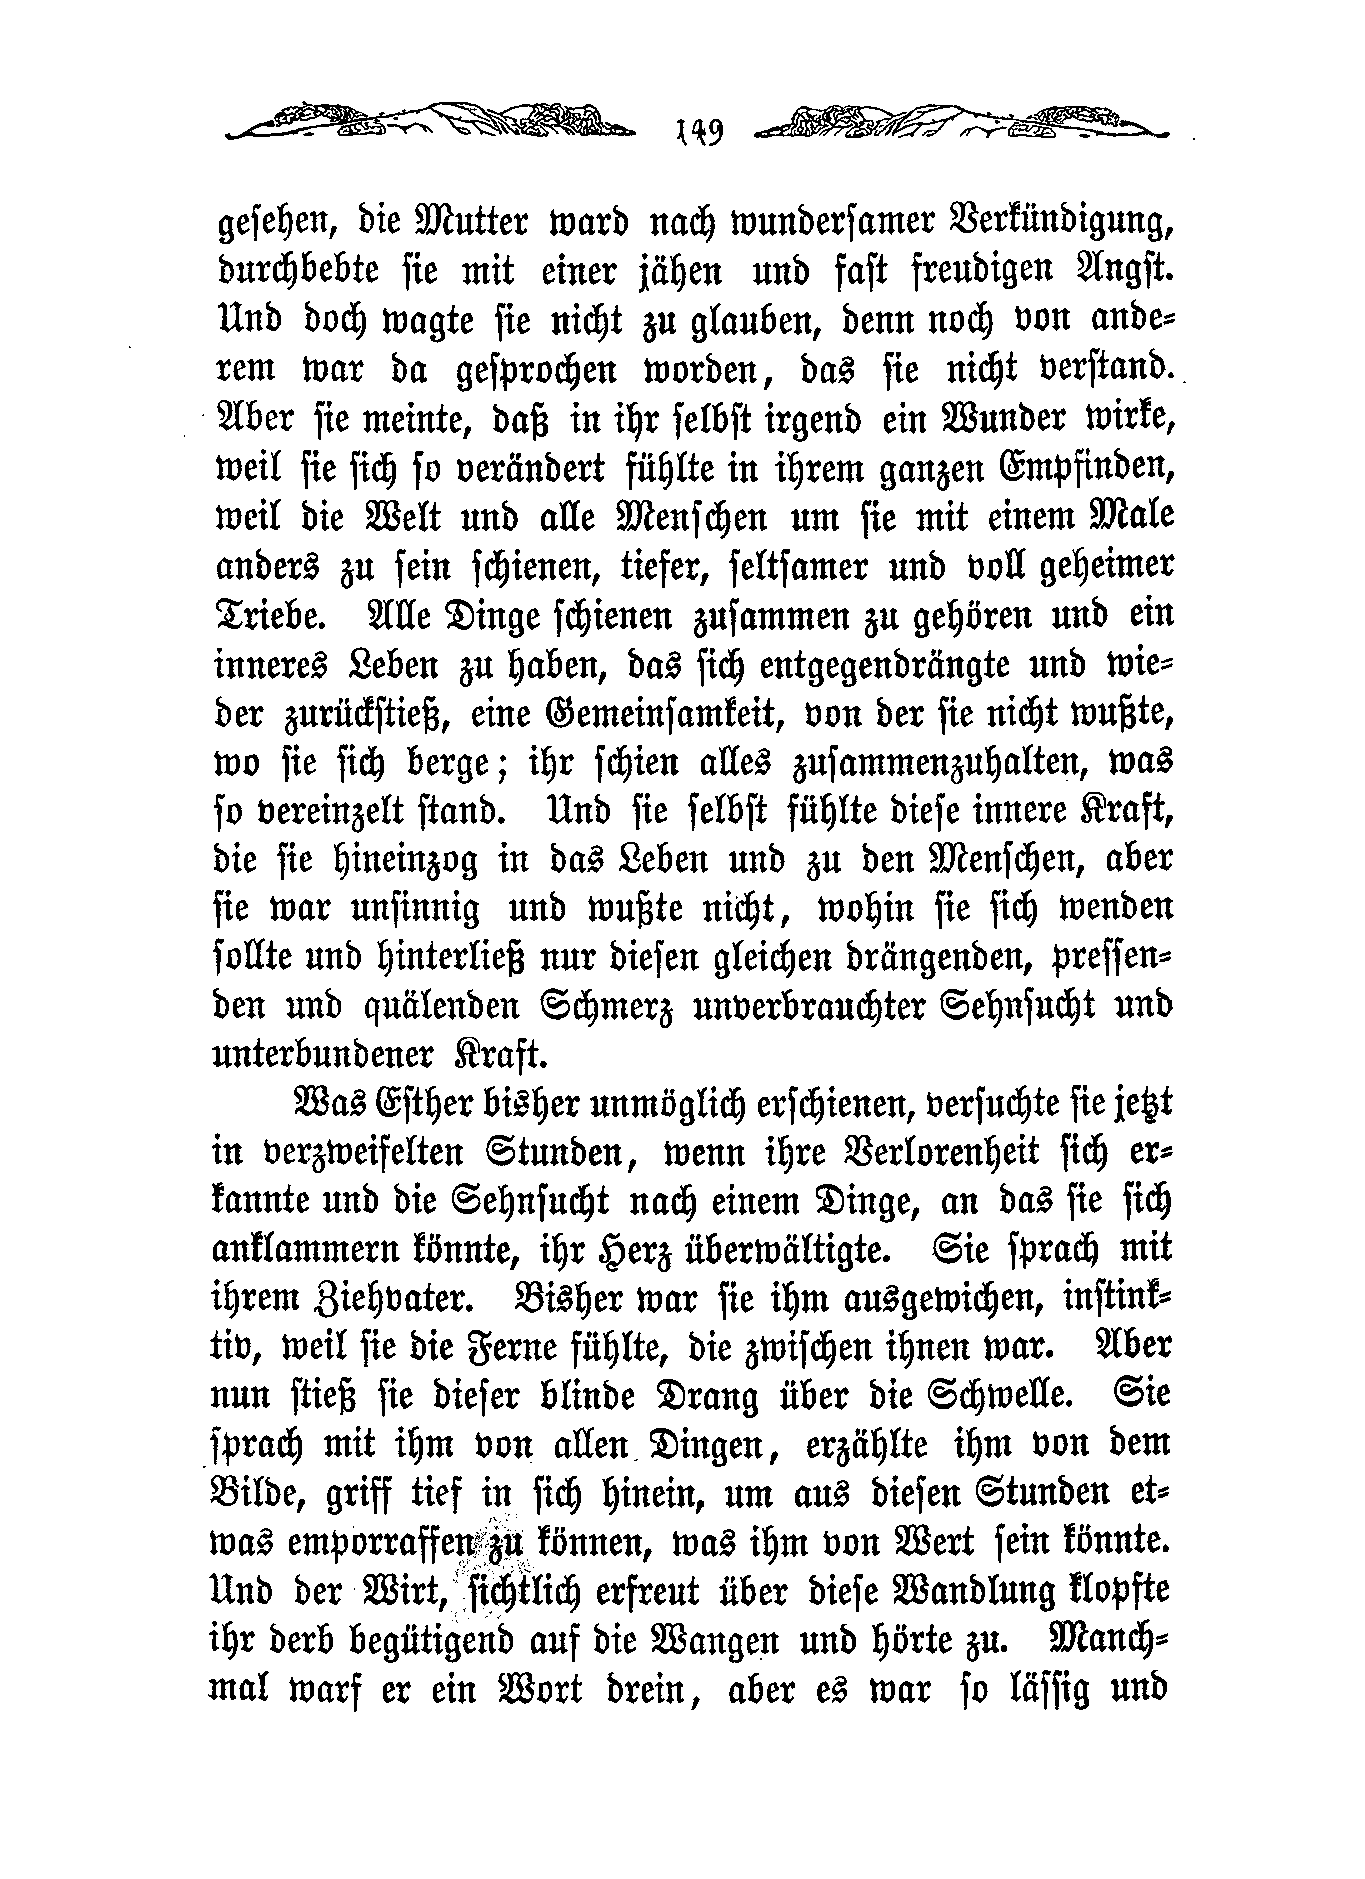 149
gesehen, die Mutter ward nach wundersamer Verkündigung,
durchbebte sie mit einer jähen und fast freudigen Angst.
Und doch wagte sie nicht zu glauben, denn noch von ande-
rem war da gesprochen worden, das sie nicht verstand.
Aber sie meinte, daß in ihr selbst irgend ein Wunder wirke,
weil sie sich so verändert fühlte in ihrem ganzen Empfinden,
weil die Welt und alle Menschen um sie mit einem Male
anders zu sein schienen, tiefer, seltsamer und voll geheimer
Triebe. Alle Dinge schienen zusammen zu gehören und ein
inneres Leben zu haben, das sich entgegendrängte und wie-
der zurückstieß, eine Gemeinsamkeit, von der sie nicht wußte,
wo sie sich berge; ihr schien alles zusammenzuhalten, was
so vereinzelt stand. Und sie selbst fühlte diese innere Kraft,
die sie hineinzog in das Leben und zu den Menschen, aber
sie war unsinnig und wußte nicht, wohin sie sich wenden
sollte und hinterließ nur diesen gleichen drängenden, pressen-
den und quälenden Schmerz unverbrauchter Sehnsucht und
unterbundener Kraft.
Was Esther bisher unmöglich erschienen, versuchte sie jetzt
in verzweifelten Stunden, wenn ihre Verlorenheit sich er-
kannte und die Sehnsucht nach einem Dinge, an das sie sich
anklammern könnte, ihr Herz überwältigte. Sie sprach mit
ihrem Ziehvater. Bisher war sie ihm ausgewichen, instink-
tiv, weil sie die Ferne fühlte, die zwischen ihnen war. Aber
nun stieß sie dieser blinde Drang über die Schwelle. Sie
sprach mit ihm von allen Dingen, erzählte ihm von dem
Bilde, griff tief in sich hinein, um aus diesen Stunden et-
was emporraffen zu können, was ihm von Wert sein könnte.
Und der Wirt, sichtlich erfreut über diese Wandlung klopfte
ihr derb begütigend auf die Wangen und hörte zu. Manch-
mal warf er ein Wort drein, aber es war so lässig und